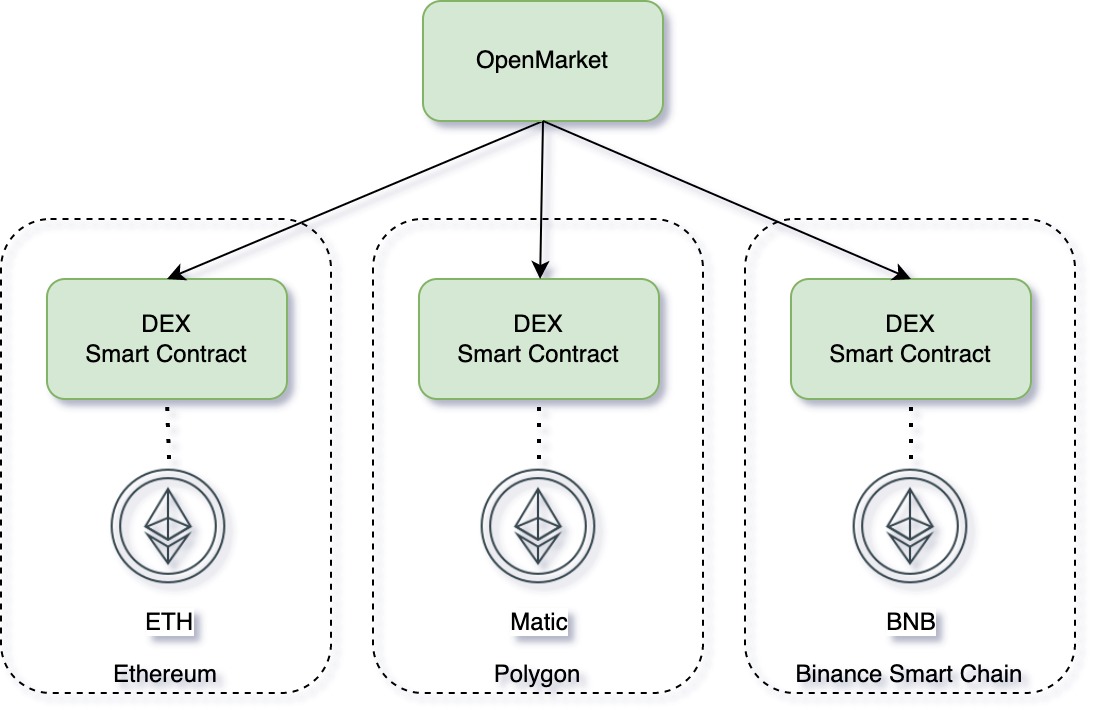 OpenMarket
DEX
Smart Contract
DEX
Smart Contract
DEX
Smart Contract
ETH
Matic
BNB
Ethereum
Polygon
Binance Smart Chain